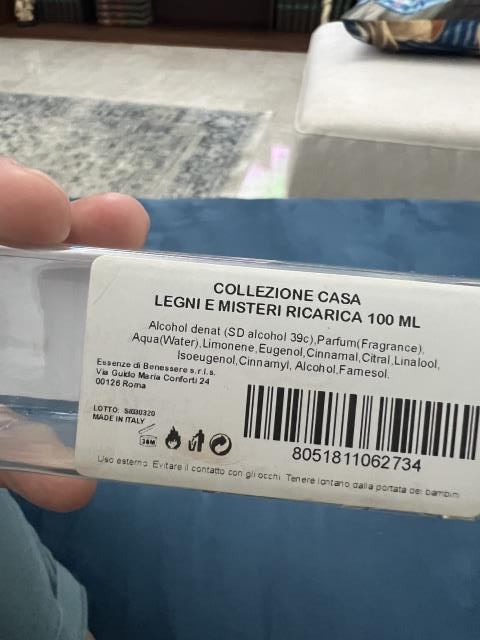 COLLEZIONE CASA
LEGNI E MISTERI RICARICA 100 ML
Alcohol denat (SD alcohol 39c),Parfum(Fragrance),
Aqua(Water),Limonene,Eugenol,Cinnamal,Citral,Linalool,
Isoeugenol,Cinnamyl, Alcohol,Farnesol.
Essenze di Benessere s.r.l.s.
Via Guido Maria Conforti 24
00126 Roma
LOTTO: SI030320
MADE IN ITALY
36M
8051811062734
Uso esterno. Evitare il contatto con gli occhi. Tenere lontano dalla portata dei bambini